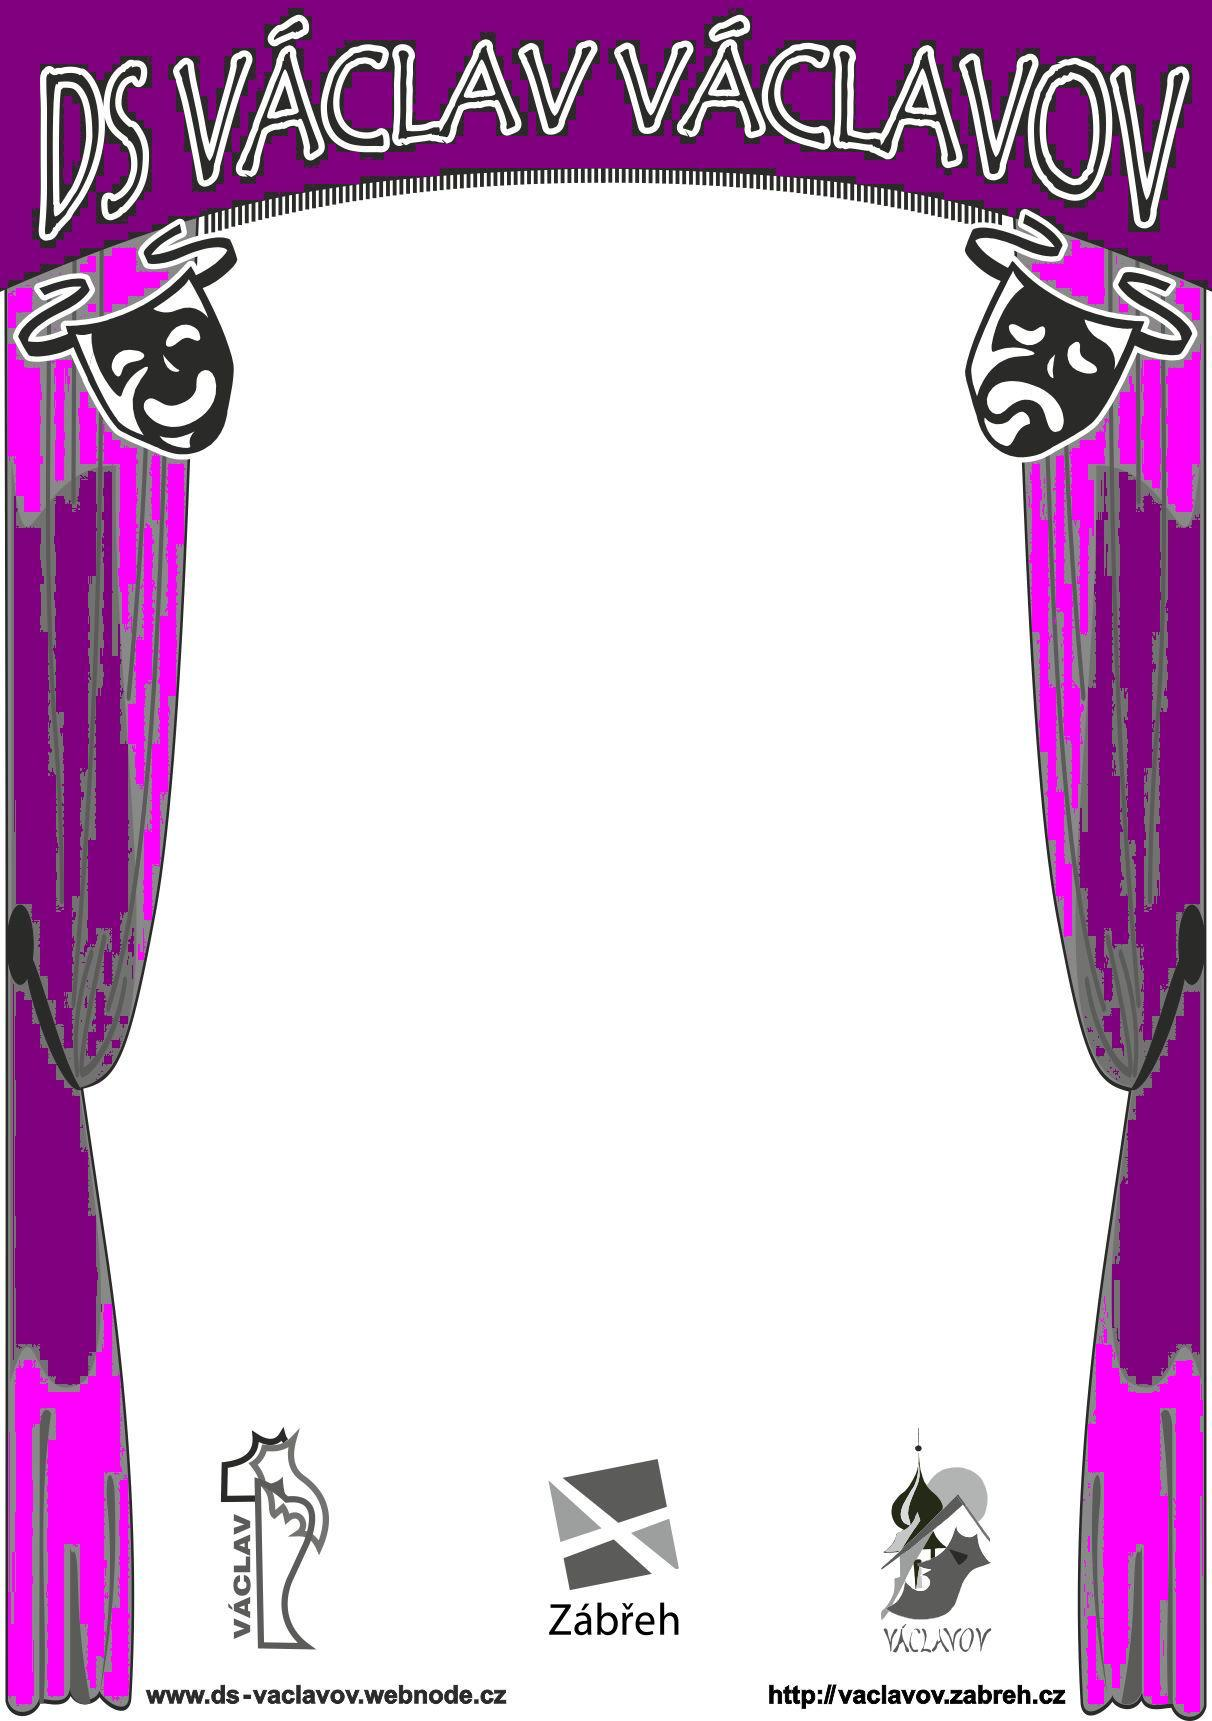 DS VÁCLAV VÁCLAVOV
VÁCLAV
Zábřeh
VÁCLAVOV
www.ds-vaclavov.webnode.cz
http://vaclavov.zabreh.cz